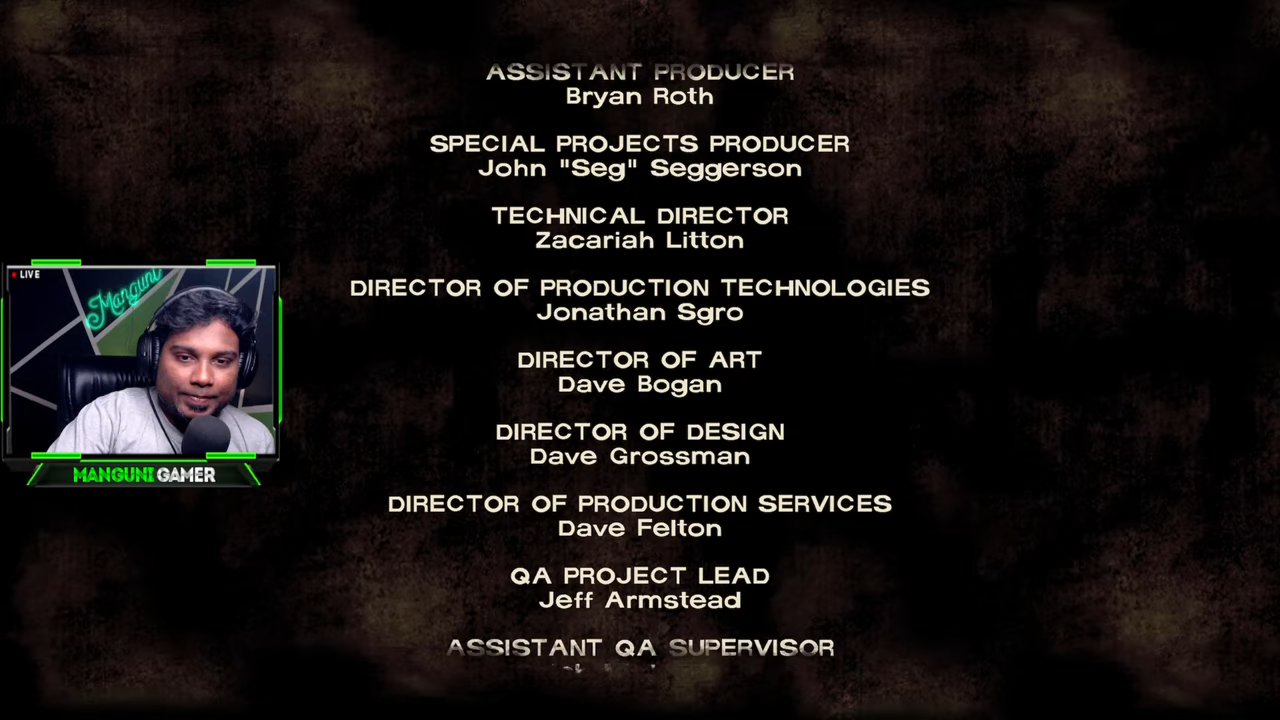 ASSISTANT PRODUCER
Bryan Roth
SPECIAL PROJECTS PRODUCER
John "Seg" Seggerson
TECHNICAL DIRECTOR
Zacariah Litton
DIRECTOR OF PRODUCTION TECHNOLOGIES
Jonathan Sgro
DIRECTOR OF ART
Dave Bogan
DIRECTOR OF DESIGN
Dave Grossman
DIRECTOR OF PRODUCTION SERVICES
Dave Felton
QA PROJECT LEAD
Jeff Armstead
ASSISTANT QA SUPERVISOR
LIVE
Manguni
MANGUNI GAMER